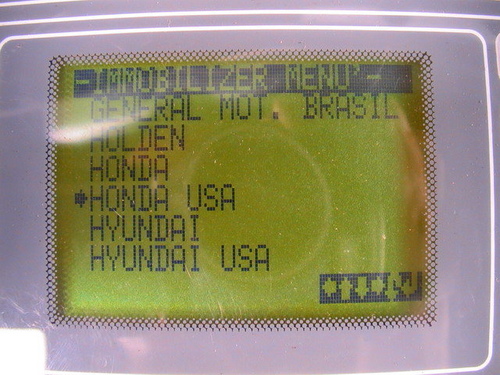 -IMMOBILIZER MENU-
GENERAL MOT. BRASIL
HOLDEN
HONDA
HONDA USA
HYUNDAI
HYUNDAI USA